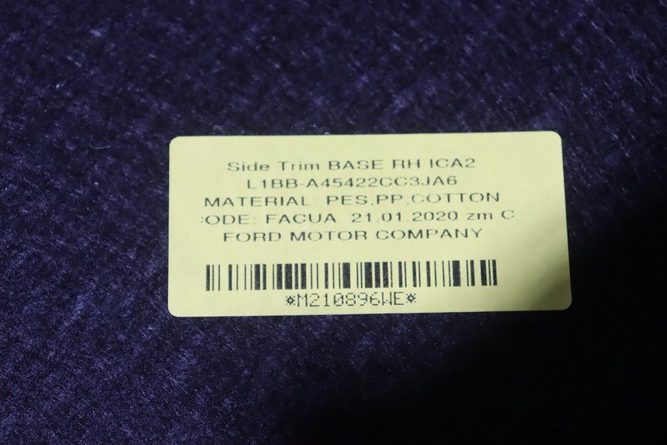 Side Trim BASE RH ICA2
L1BB-A45422CC3JA6
MATERIAL: PES,PP,COTTON
CODE: FACUA 21.01.2020 zm C
FORD MOTOR COMPANY
*M210896WE*